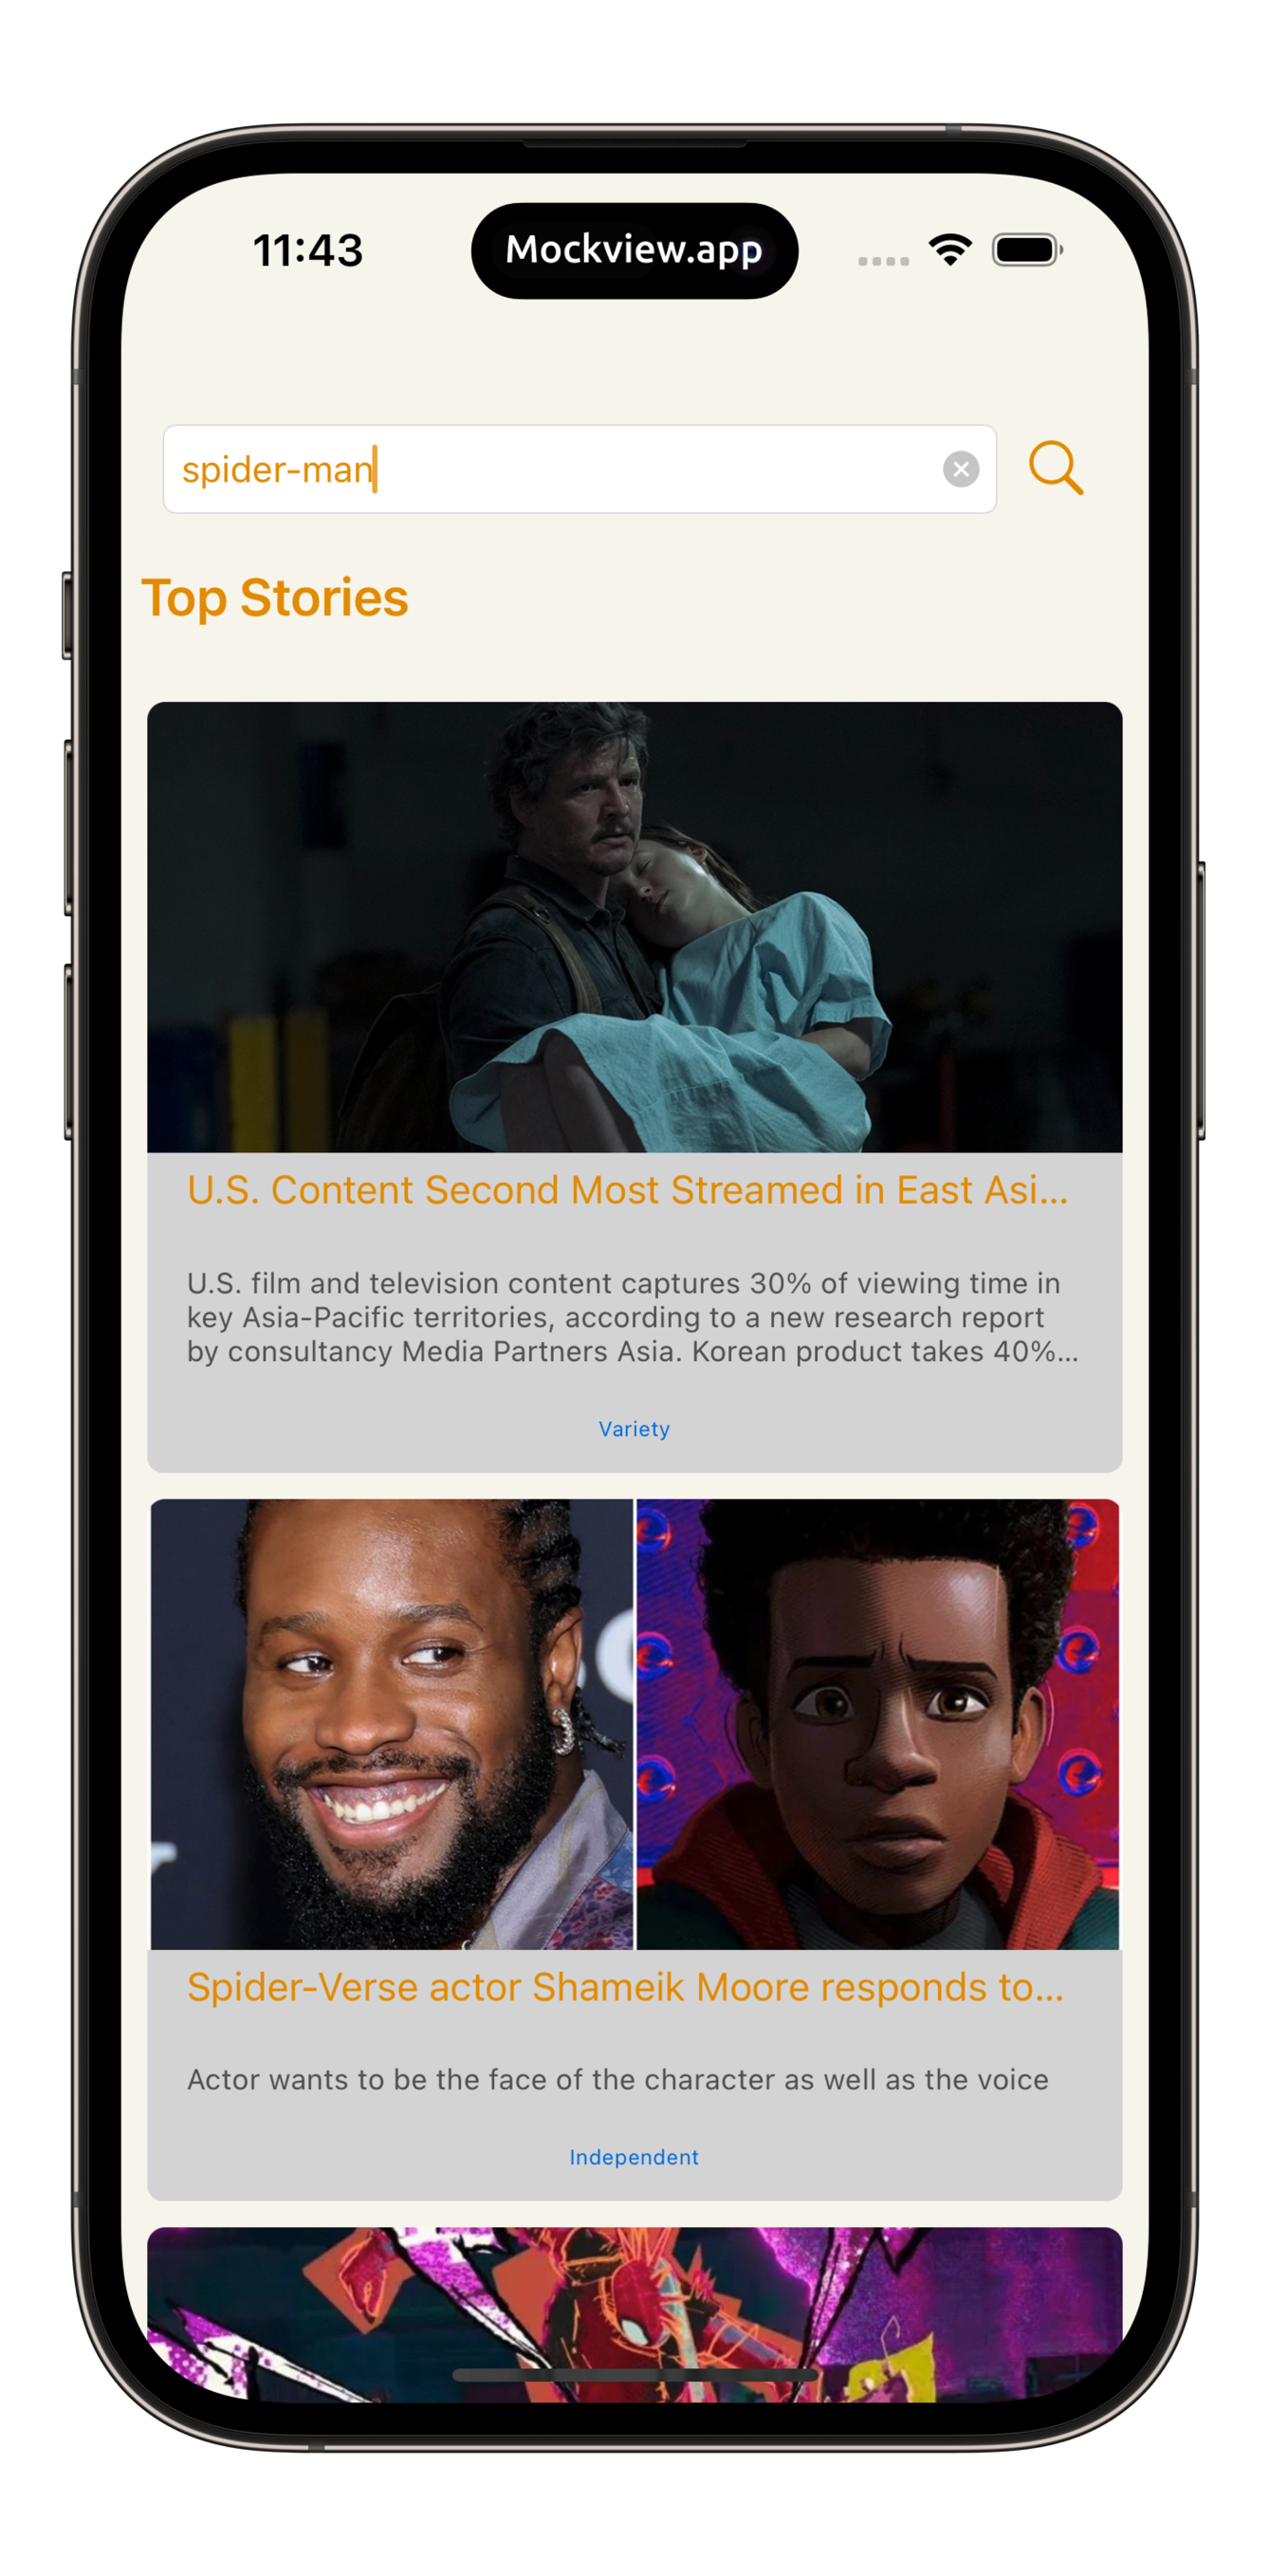 11:43
Mockview.app
spider-man
Top Stories
U.S. Content Second Most Streamed in East Asi...
U.S. film and television content captures 30% of viewing time in
key Asia-Pacific territories, according to a new research report
by consultancy Media Partners Asia. Korean product takes 40%...
Variety
Spider-Verse actor Shameik Moore responds to...
Actor wants to be the face of the character as well as the voice
Independent